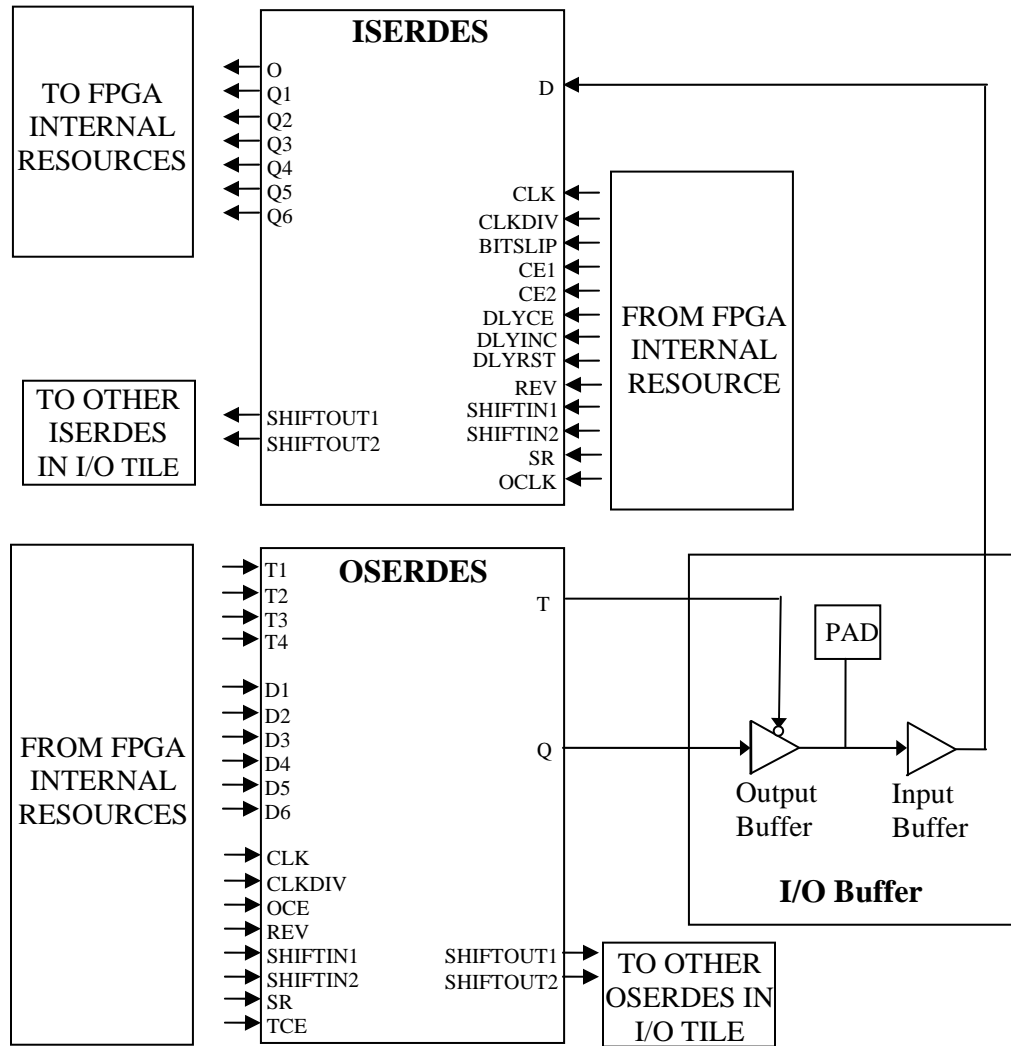 ISERDES
TO FPGA
INTERNAL
RESOURCES
O
Q1
Q2
Q3
Q4
Q5
Q6
D
CLK
CLKDIV
BITSLIP
CE1
CE2
DLYCE
DLYINC
DLYRST
REV
SHIFTIN1
SHIFTIN2
SR
OCLK
FROM FPGA
INTERNAL
RESOURCE
TO OTHER
ISERDES
IN I/O TILE
SHIFTOUT1
SHIFTOUT2
OSERDES
FROM FPGA
INTERNAL
RESOURCES
T1
T2
T3
T4
D1
D2
D3
D4
D5
D6
CLK
CLKDIV
OCE
REV
SHIFTIN1
SHIFTIN2
SR
TCE
T
Q
SHIFTOUT1
SHIFTOUT2
TO OTHER
OSERDES IN
I/O TILE
PAD
Output
Buffer
Input
Buffer
I/O Buffer